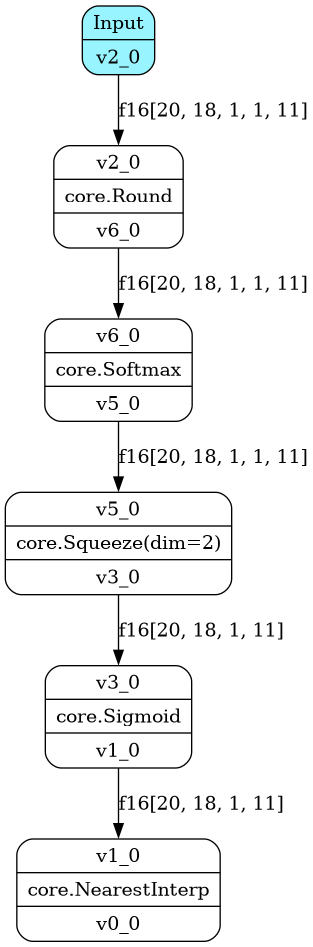 Input
v2_0
f16[20, 18, 1, 1, 11]
v2_0
core.Round
v6_0
f16[20, 18, 1, 1, 11]
v6_0
core.Softmax
v5_0
f16[20, 18, 1, 1, 11]
v5_0
core.Squeeze(dim=2)
v3_0
f16[20, 18, 1, 11]
v3_0
core.Sigmoid
v1_0
f16[20, 18, 1, 11]
v1_0
core.NearestInterp
v0_0